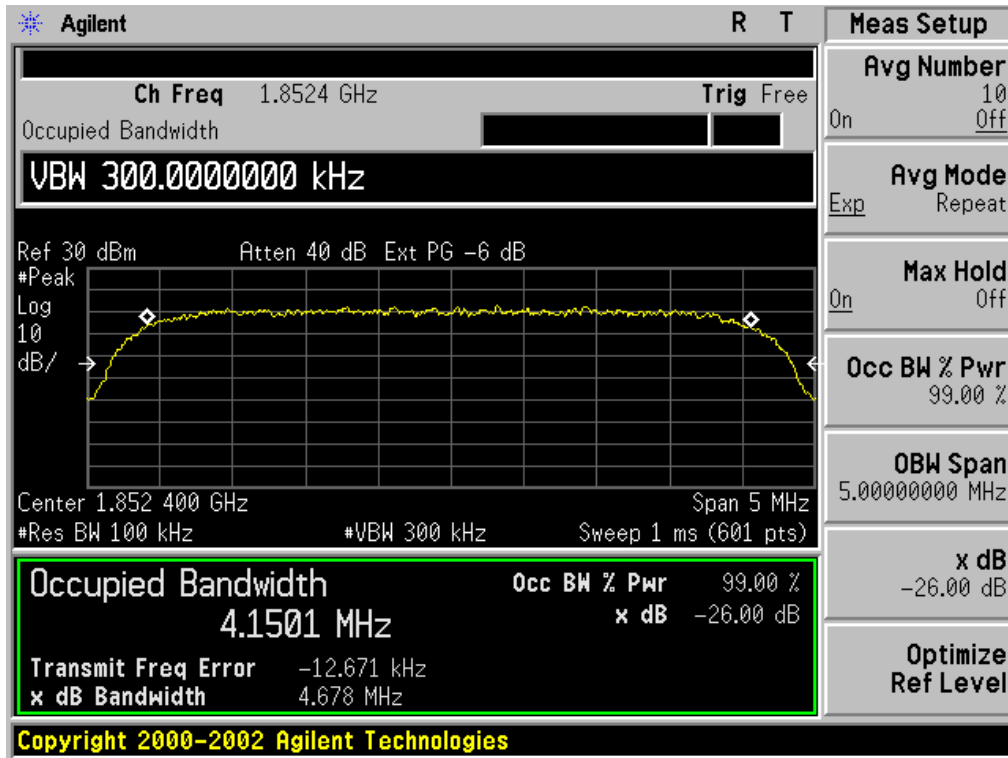 Agilent R T
Ch Freq 1.8524 GHz Trig Free
Occupied Bandwidth
VBW 300.0000000 kHz
Ref 30 dBm Atten 40 dB Ext PG -6 dB
#Peak
Log
10
dB/
Center 1.852 400 GHz Span 5 MHz
#Res BW 100 kHz #VBW 300 kHz Sweep 1 ms (601 pts)
Occupied Bandwidth Occ BW % Pwr 99.00 %
4.1501 MHz x dB -26.00 dB
Transmit Freq Error -12.671 kHz
x dB Bandwidth 4.678 MHz
Copyright 2000-2002 Agilent Technologies
Meas Setup
Avg Number
10
On Off
Avg Mode
Exp Repeat
Max Hold
On Off
Occ BW % Pwr
99.00 %
OBW Span
5.00000000 MHz
x dB
-26.00 dB
Optimize
Ref Level